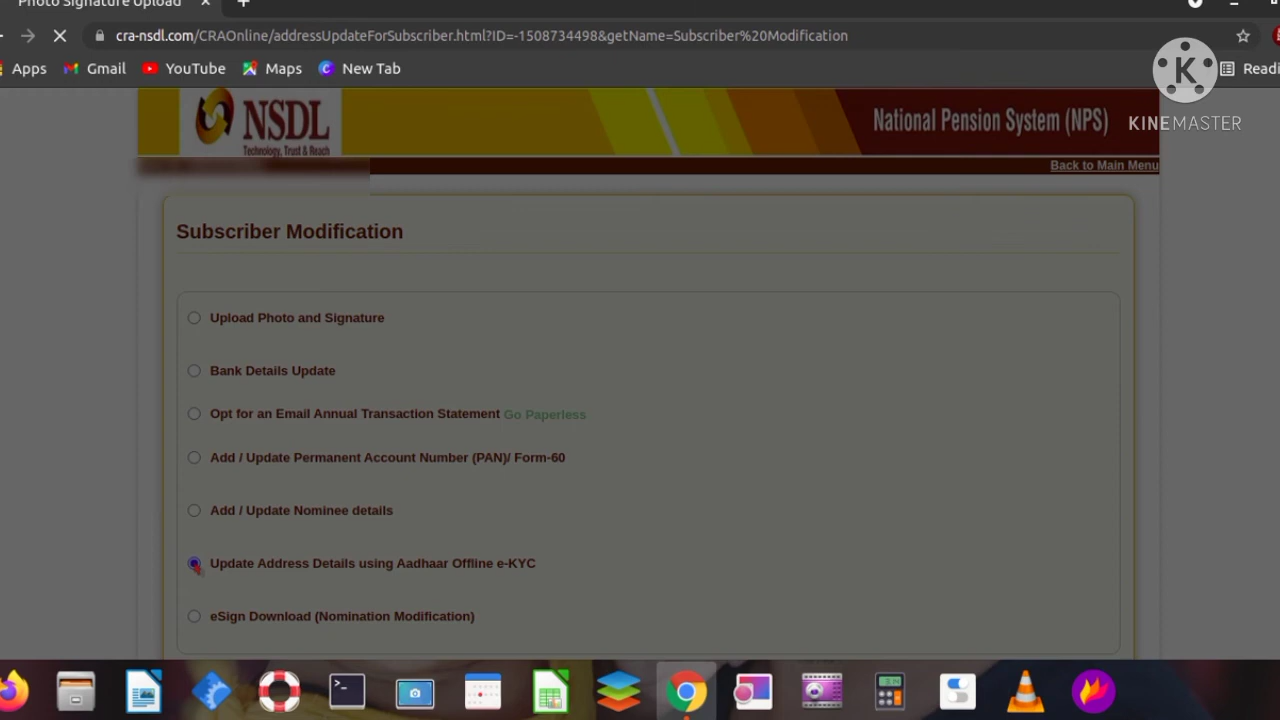 Photo Signature Upload
cra-nsdl.com/CRAOnline/addressUpdateForSubscriber.html?ID=-1508734498&getName=Subscriber%20Modification
Apps Gmail YouTube Maps New Tab Readi
K
KINEMASTER
NSDL
Technology, Trust & Reach
National Pension System (NPS)
Back to Main Menu
Subscriber Modification
Upload Photo and Signature
Bank Details Update
Opt for an Email Annual Transaction Statement Go Paperless
Add / Update Permanent Account Number (PAN)/ Form-60
Add / Update Nominee details
Update Address Details using Aadhaar Offline e-KYC
eSign Download (Nomination Modification)